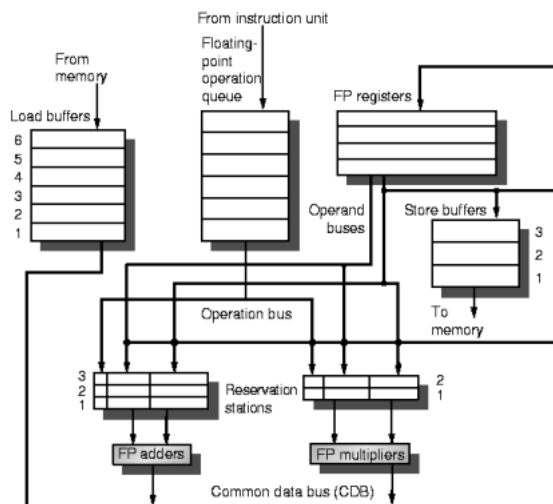 From instruction unit
Floating-
point
operation
queue
From
memory
Load buffers
6
5
4
3
2
1
FP registers
Operand
buses
Store buffers
3
2
1
To
memory
Operation bus
3
2
1
Reservation
stations
2
1
FP adders
FP multipliers
Common data bus (CDB)